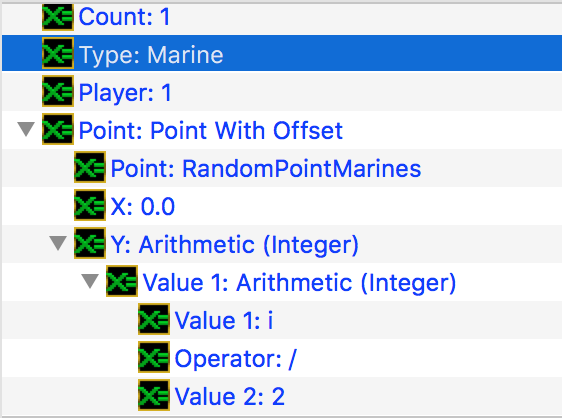 Count: 1
Type: Marine
Player: 1
Point: Point With Offset
Point: RandomPointMarines
X: 0.0
Y: Arithmetic (Integer)
Value 1: Arithmetic (Integer)
Value 1: i
Operator: /
Value 2: 2